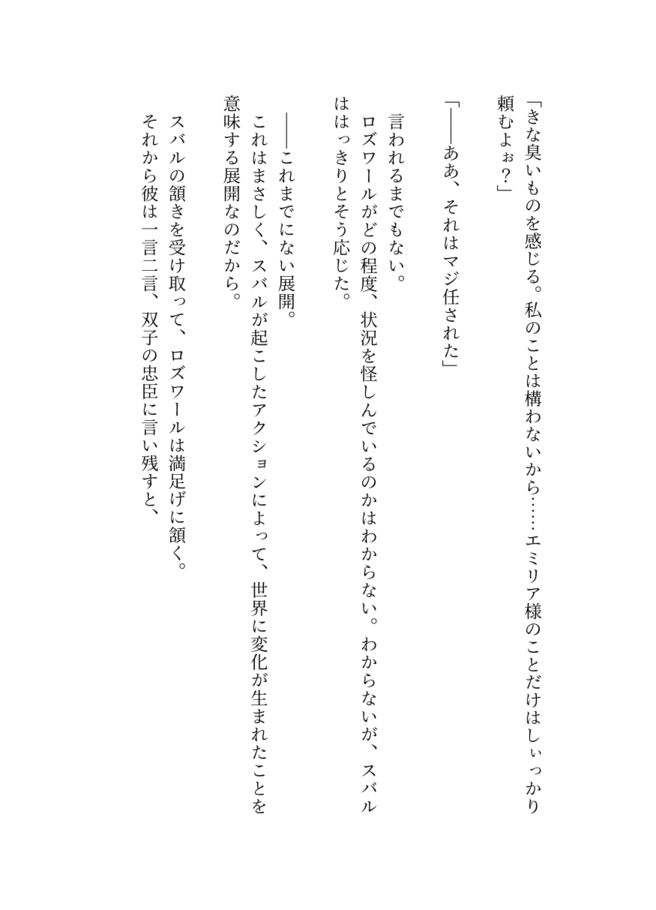 「きな臭いものを感じる。私のことは構わないから……エミリア様のことだけはしぃっかり
頼むよぉ？」
「――ああ、それはマジ任された」
言われるまでもない。
ロズワールがどの程度、状況を怪しんでいるのかはわからない。わからないが、スバル
ははっきりとそう応じた。
――これまでにない展開。
これはまさしく、スバルが起こしたアクションによって、世界に変化が生まれたことを
意味する展開なのだから。
スバルの頷きを受け取って、ロズワールは満足げに頷く。
それから彼は一言二言、双子の忠臣に言い残すと、